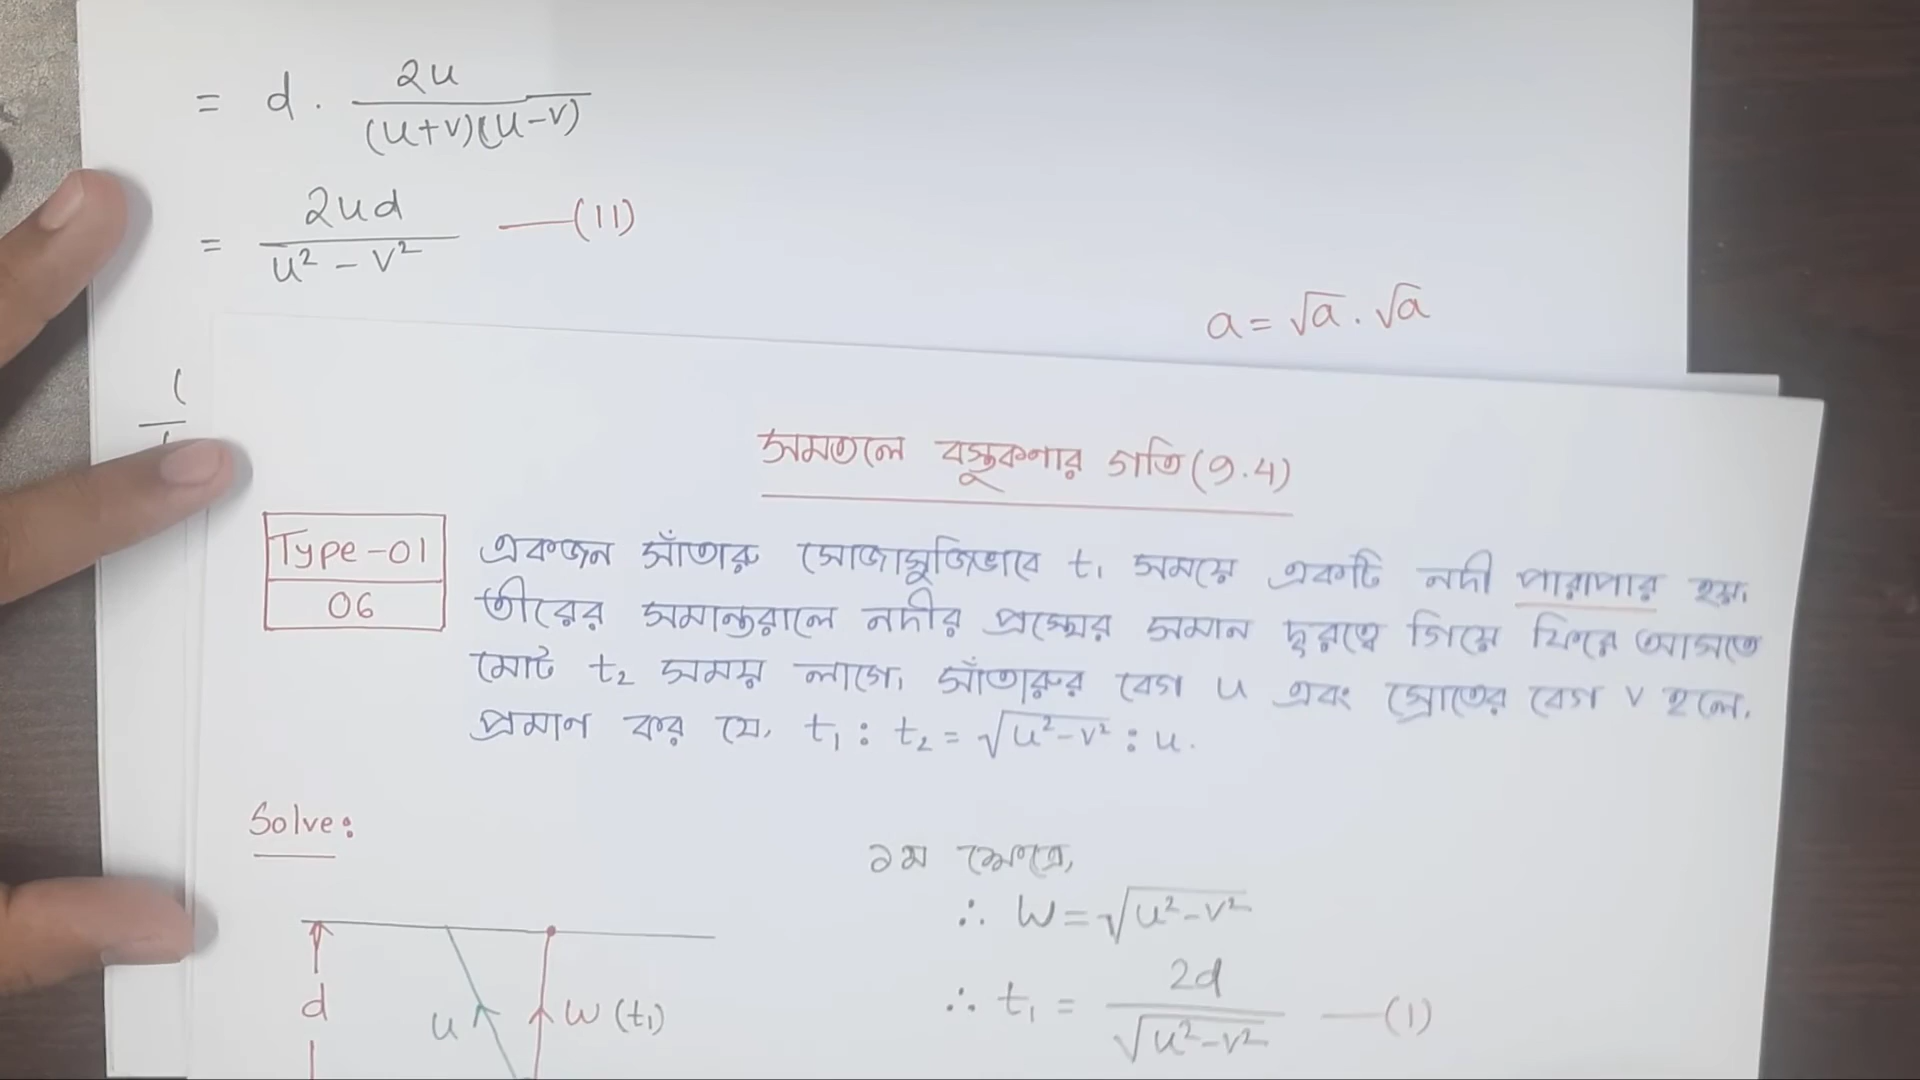 = d · 2u / (u+v)(u-v)
= 2ud / u² - v² —(11)
a = √a . √a
সমতলে বস্তুকণার গতি (9.4)
Type-01
06
একজন সাঁতারু সোজাসুজিভাবে t₁ সময়ে একটি নদী পারাপার হয়।
তীরের সমান্তরালে নদীর প্রস্থের সমান দূরত্বে গিয়ে ফিরে আসতে
মোট t₂ সময় লাগে। সাঁতারুর বেগ u এবং স্রোতের বেগ v হলে,
প্রমান কর যে, t₁ : t₂ = √u²-v² : u.
Solve:
১ম ক্ষেত্রে,
∴ W = √u²-v²
∴ t₁ = 2d / √u²-v² —(1)
d
u
W (t₁)